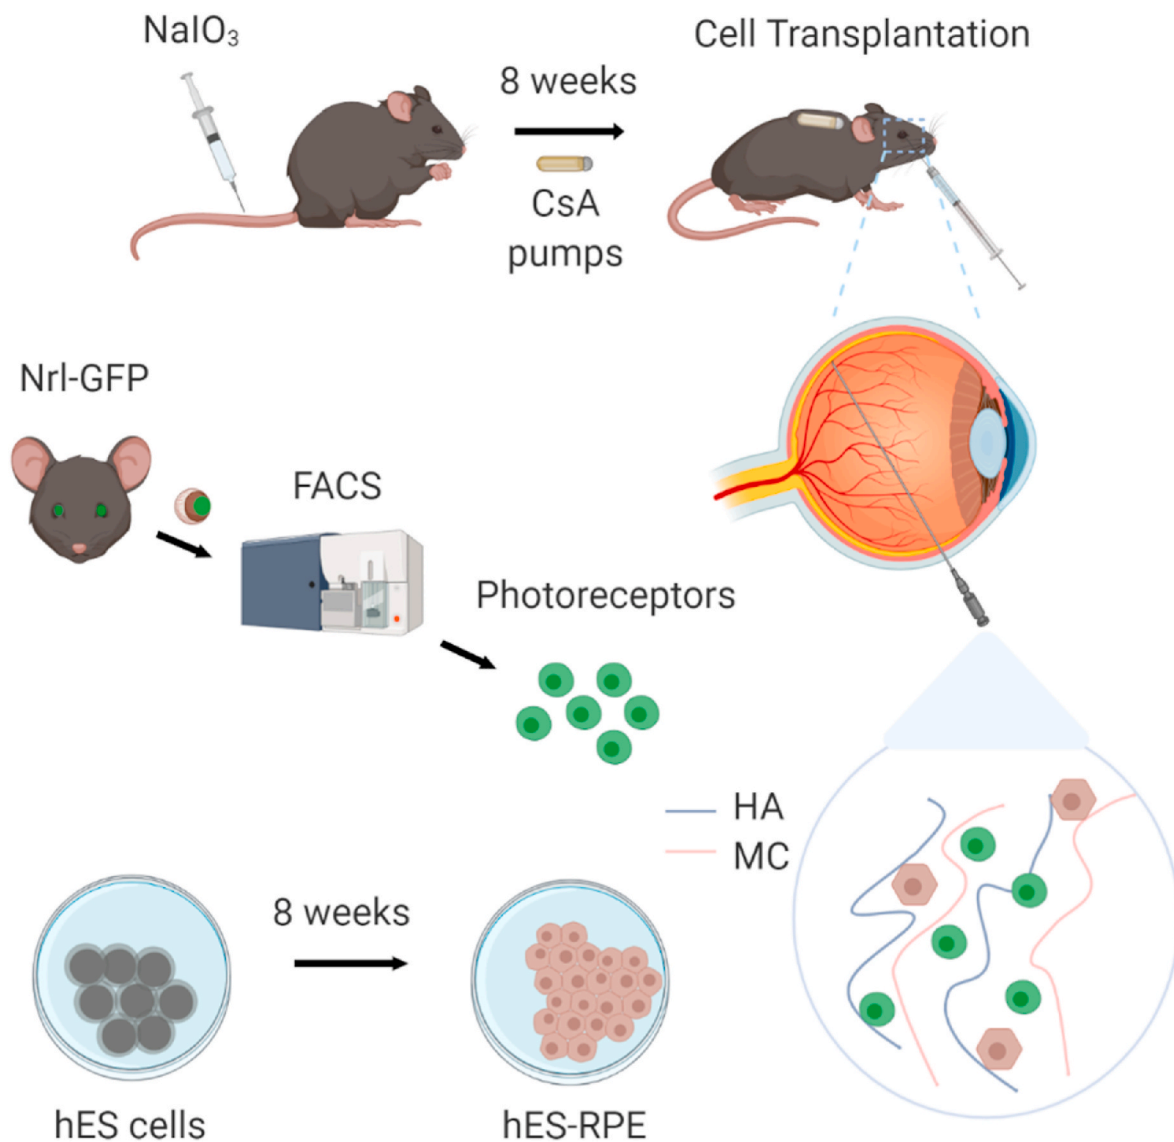 NaIO₃
8 weeks
CsA
pumps
Cell Transplantation
Nrl-GFP
FACS
Photoreceptors
HA
MC
8 weeks
hES cells
hES-RPE